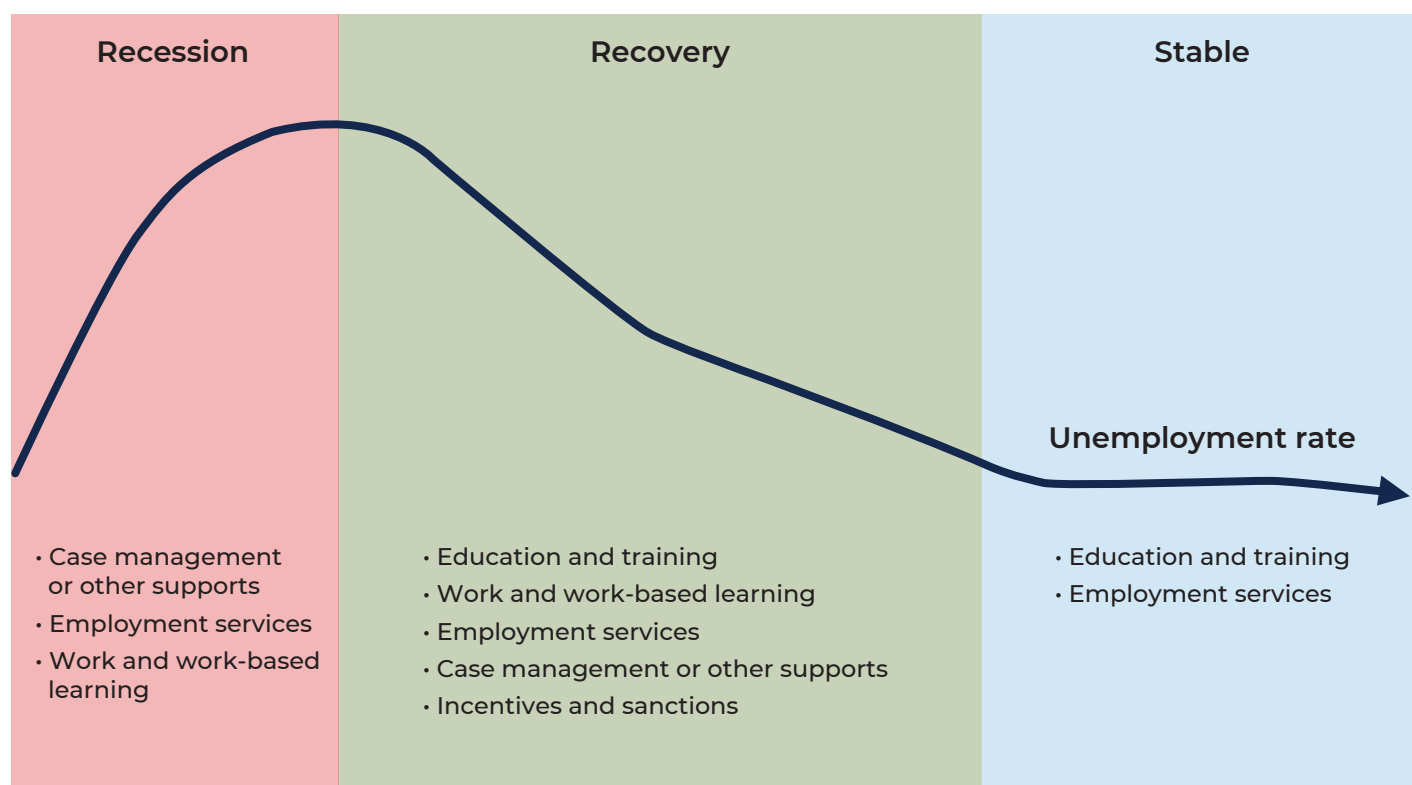 Recession
Recovery
Stable
Unemployment rate
• Case management
or other supports
• Employment services
• Work and work-based
learning
• Education and training
• Work and work-based learning
• Employment services
• Case management or other supports
• Incentives and sanctions
• Education and training
• Employment services